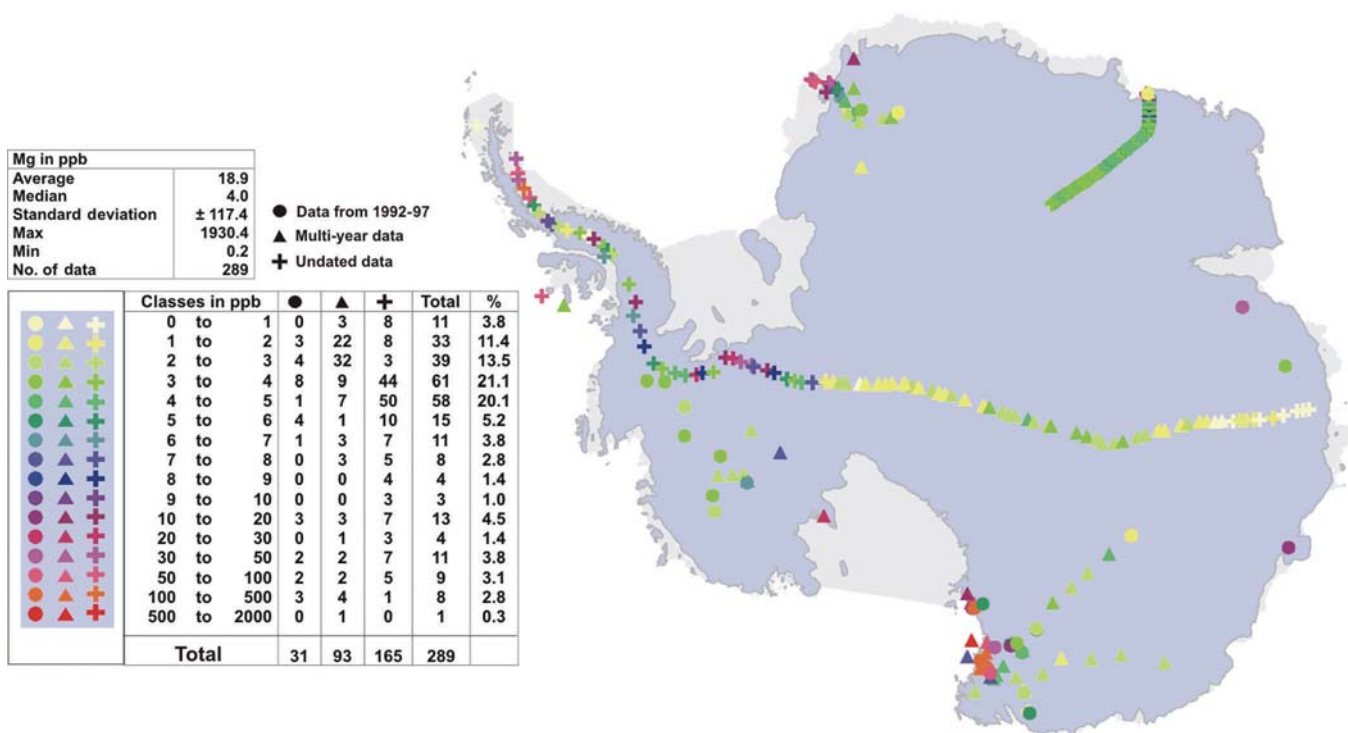 Mg in ppb
Average 18.9
Median 4.0
Standard deviation ± 117.4
Max 1930.4
Min 0.2
No. of data 289
Data from 1992-97
Multi-year data
Undated data
Classes in ppb Total %
0 to 1 0 3 8 11 3.8
1 to 2 3 22 8 33 11.4
2 to 3 4 32 3 39 13.5
3 to 4 8 9 44 61 21.1
4 to 5 1 7 50 58 20.1
5 to 6 4 1 10 15 5.2
6 to 7 1 3 7 11 3.8
7 to 8 0 3 5 8 2.8
8 to 9 0 0 4 4 1.4
9 to 10 0 0 3 3 1.0
10 to 20 3 3 7 13 4.5
20 to 30 0 1 3 4 1.4
30 to 50 2 2 7 11 3.8
50 to 100 2 2 5 9 3.1
100 to 500 3 4 1 8 2.8
500 to 2000 0 1 0 1 0.3
Total 31 93 165 289